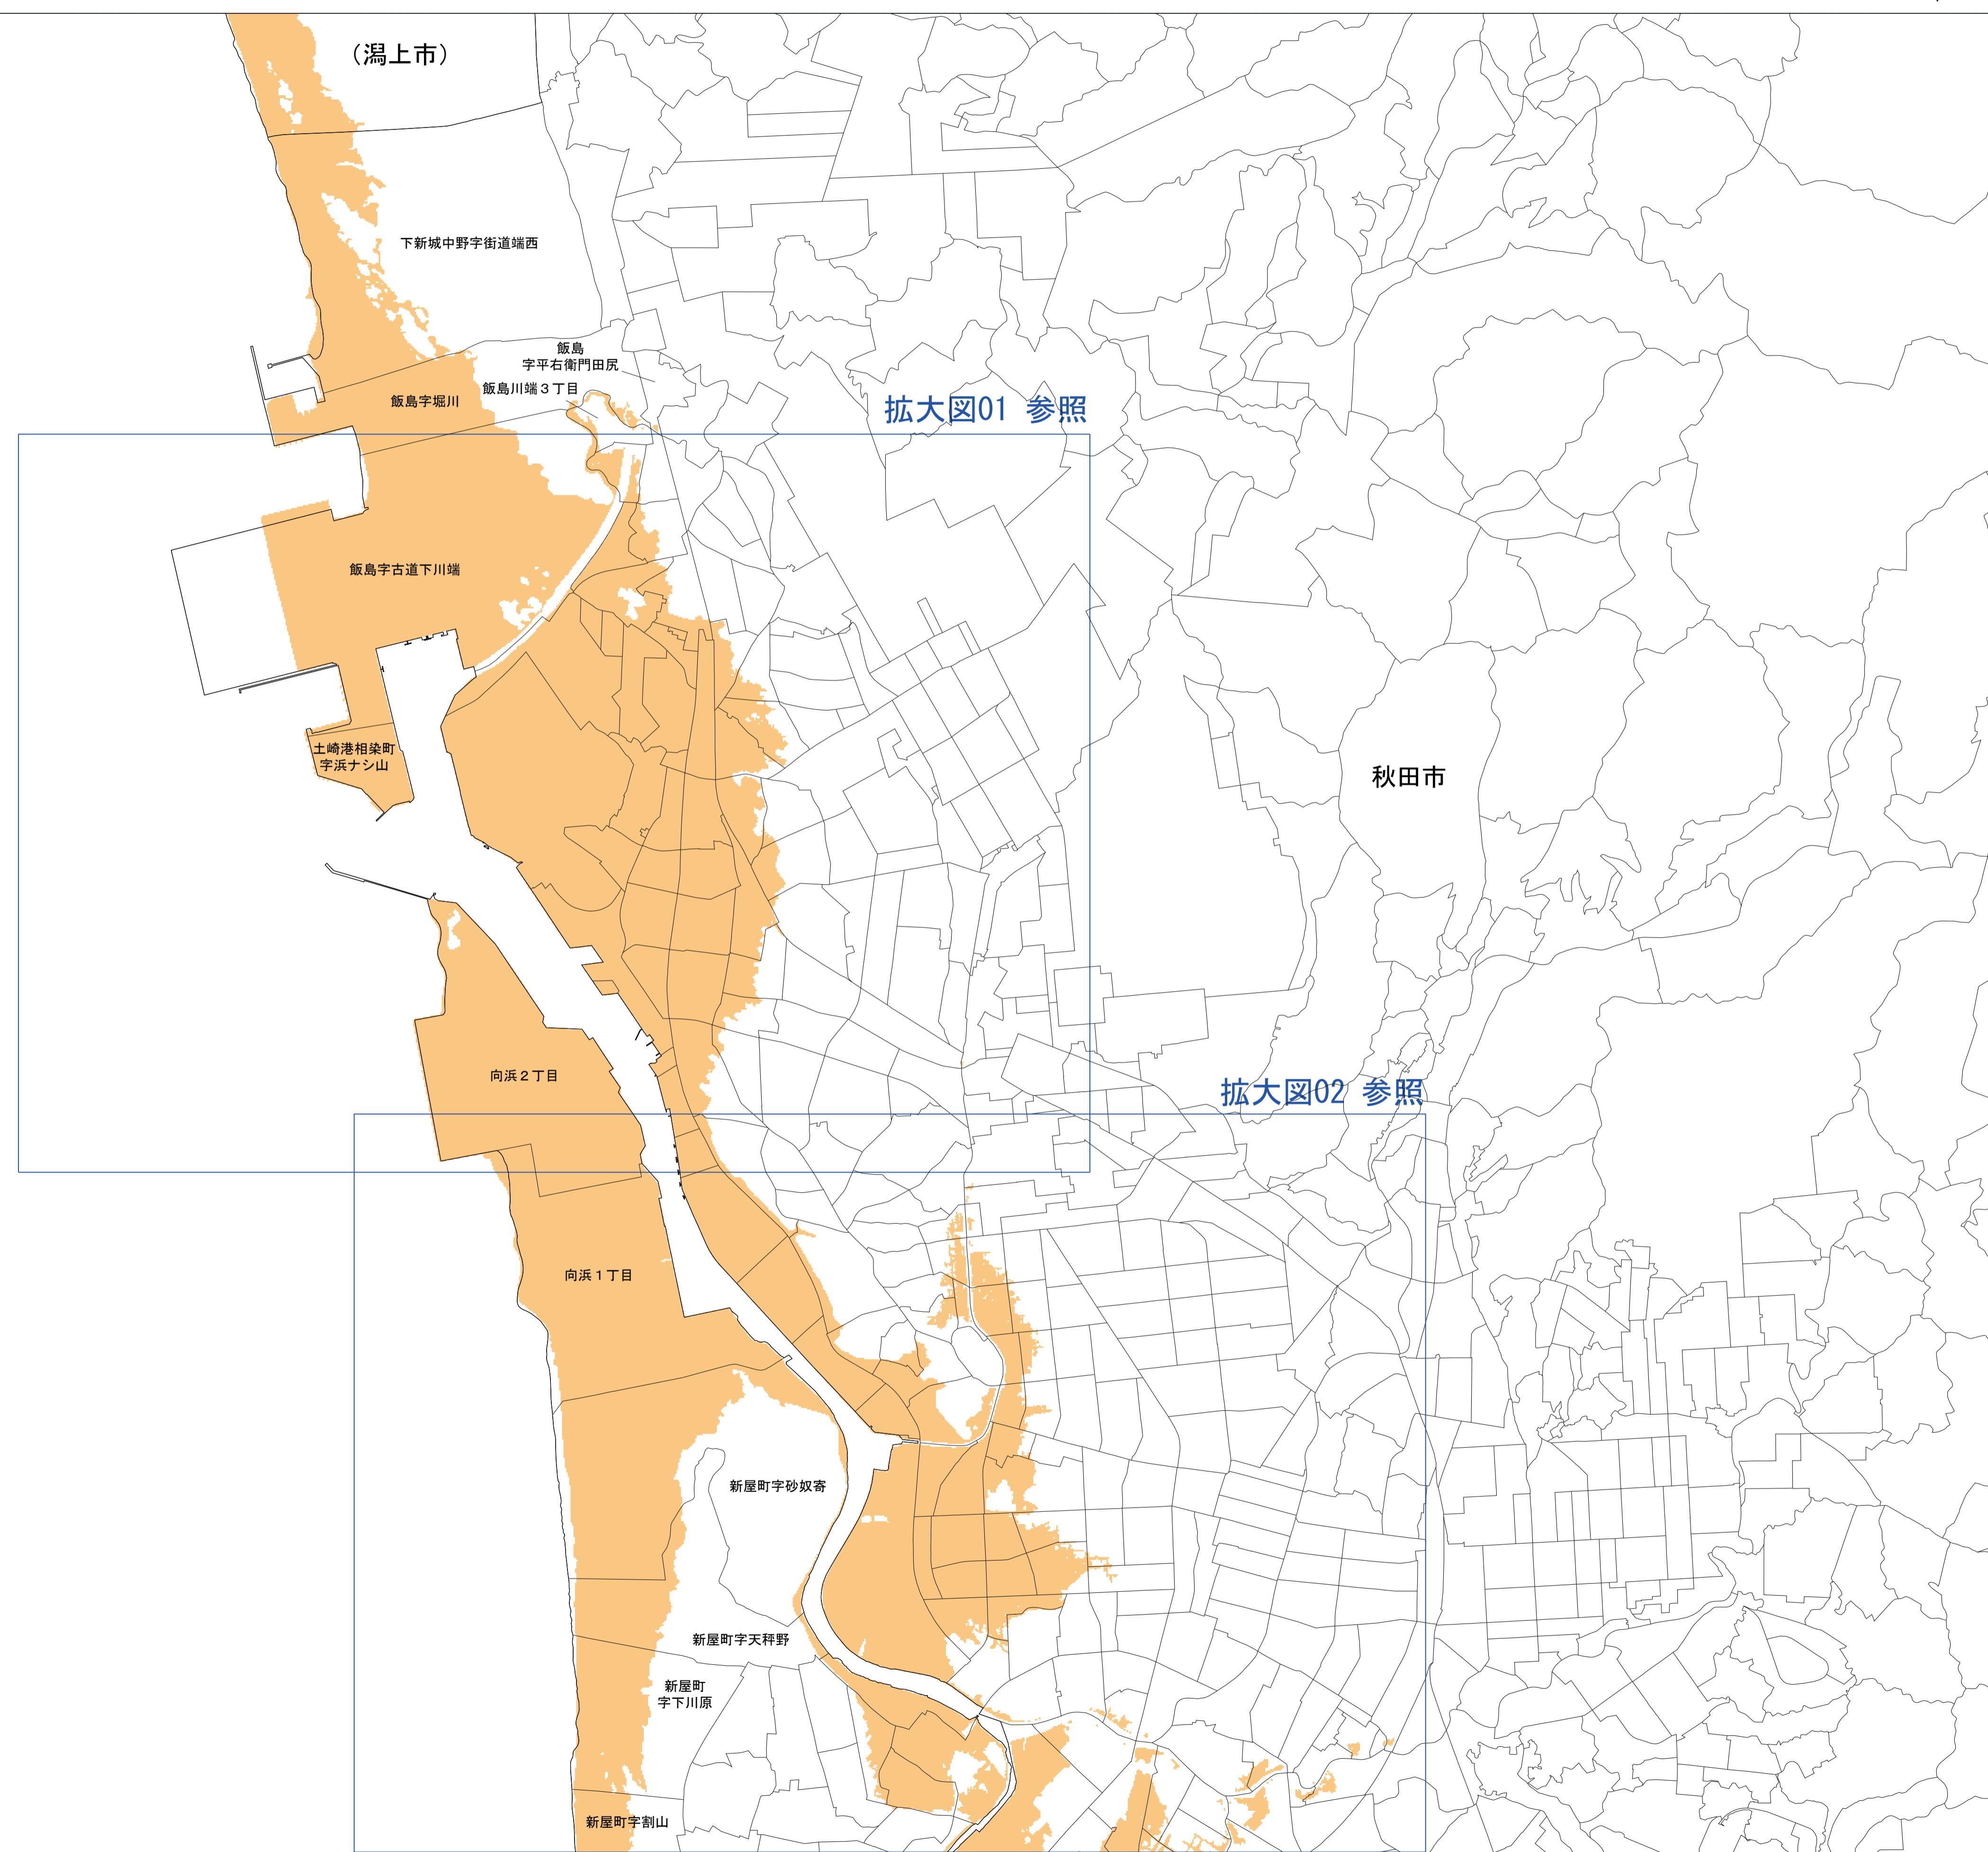 （潟上市）
下新城中野字街道端西
飯島
字平右衛門田尻
飯島川端３丁目
飯島字堀川
拡大図01 参照
飯島字古道下川端
土崎港相染町
字浜ナシ山
秋田市
向浜２丁目
拡大図02 参照
向浜１丁目
新屋町字砂奴寄
新屋町字天秤野
新屋町
字下川原
新屋町字割山